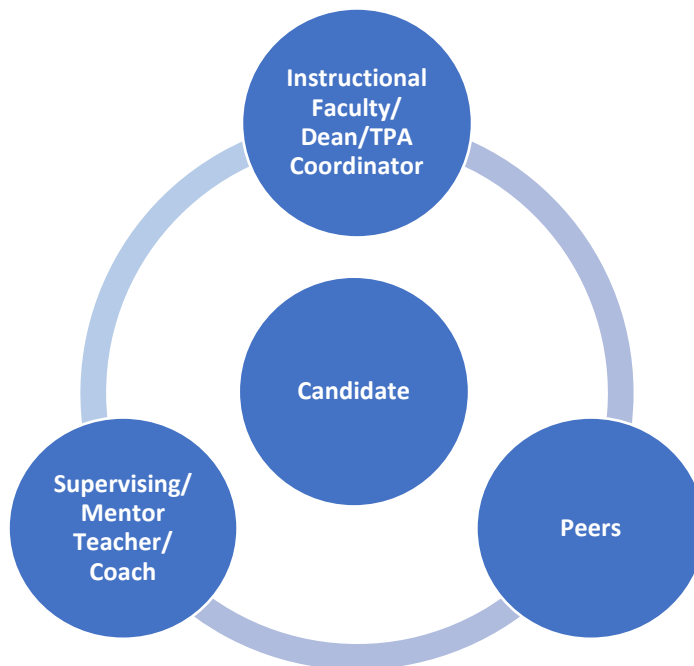 Instructional
Faculty/
Dean/TPA
Coordinator
Candidate
Supervising/
Mentor
Teacher/
Coach
Peers